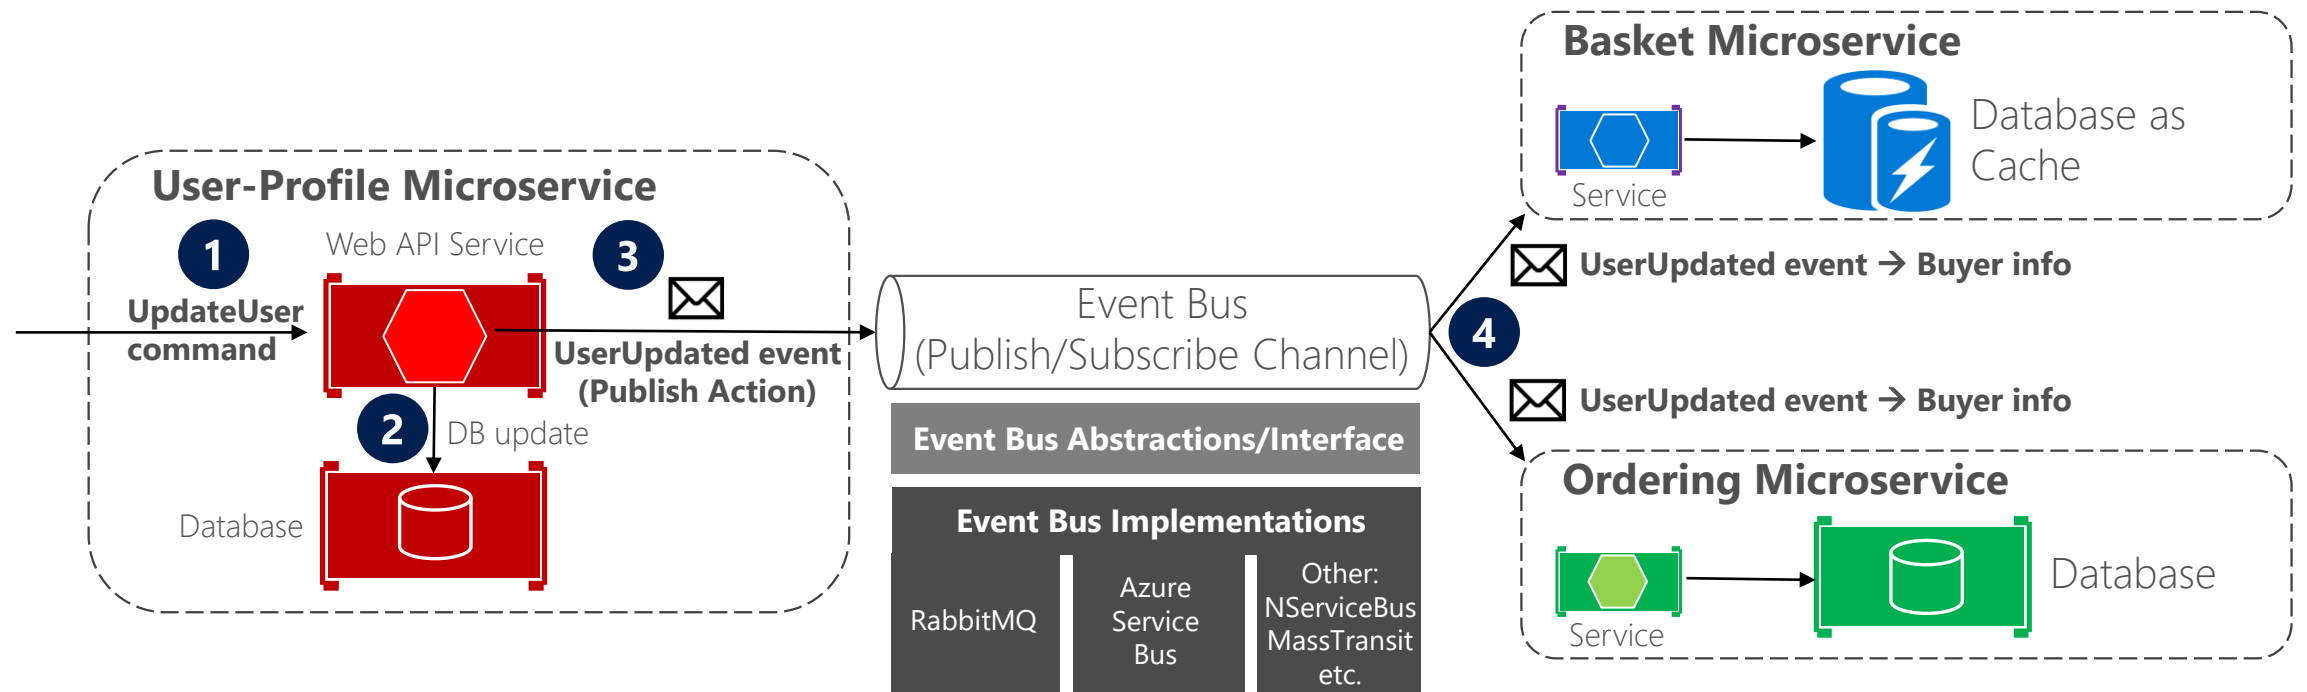 User-Profile Microservice
1
Web API Service
3
UpdateUser
command
UserUpdated event
(Publish Action)
2
DB update
Database
Event Bus
(Publish/Subscribe Channel)
Event Bus Abstractions/Interface
Event Bus Implementations
RabbitMQ
Azure
Service
Bus
Other:
NServiceBus
MassTransit
etc.
4
Basket Microservice
Service
Database as
Cache
UserUpdated event → Buyer info
UserUpdated event → Buyer info
Ordering Microservice
Service
Database